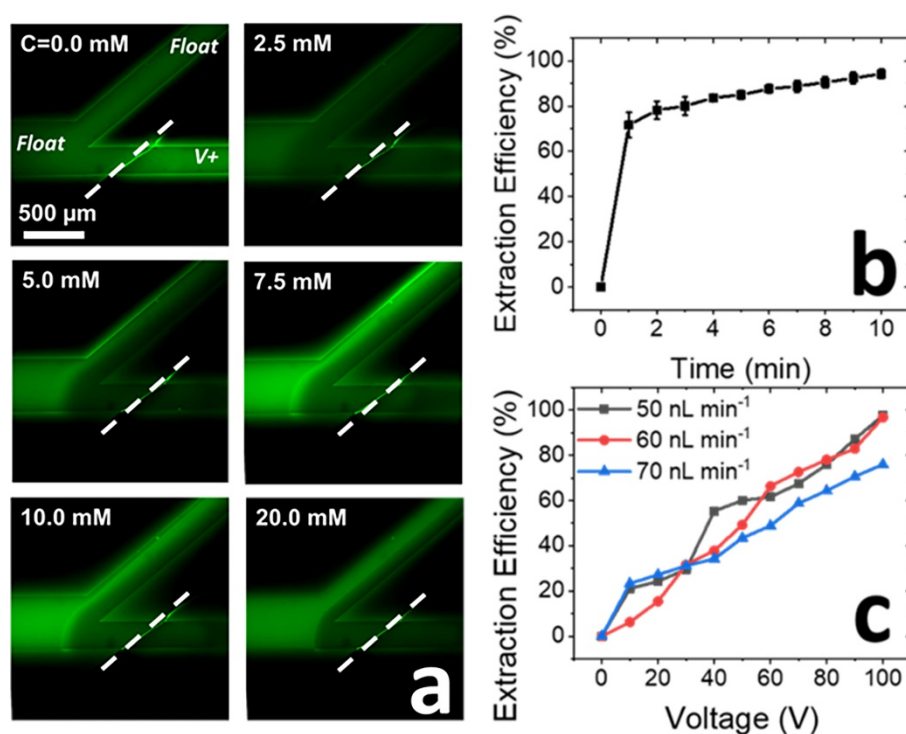 C=0.0 mM
Float
Float
V+
500 µm
2.5 mM
5.0 mM
7.5 mM
10.0 mM
20.0 mM
a
Extraction Efficiency (%)
100
80
60
40
20
0
0 2 4 6 8 10
Time (min)
b
Extraction Efficiency (%)
100
80
60
40
20
0
50 nL min⁻¹
60 nL min⁻¹
70 nL min⁻¹
0 20 40 60 80 100
Voltage (V)
c